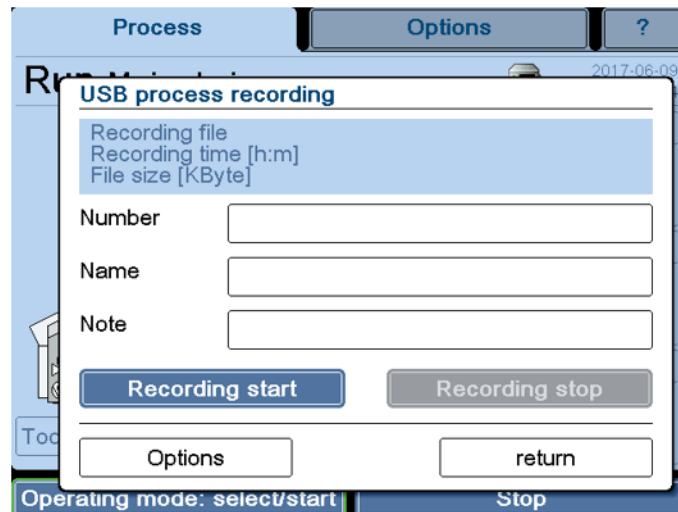 Process Options ?
2017-06-09
USB process recording
Recording file
Recording time [h:m]
File size [KByte]
Number
Name
Note
Recording start Recording stop
Options return
Operating mode: select/start Stop